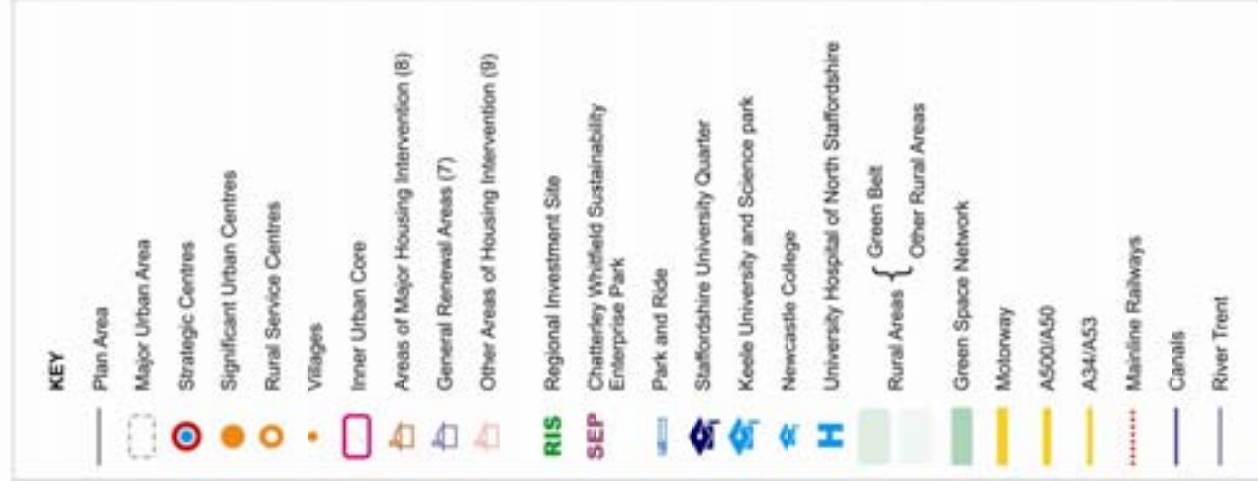 KEY
Plan Area
Major Urban Area
Strategic Centres
Significant Urban Centres
Rural Service Centres
Villages
Inner Urban Core
Areas of Major Housing Intervention (8)
General Renewal Areas (7)
Other Areas of Housing Intervention (9)
RIS Regional Investment Site
SEP Chatterley Whitfield Sustainability
Enterprise Park
Park and Ride
Staffordshire University Quarter
Keele University and Science park
Newcastle College
H University Hospital of North Staffordshire
Rural Areas { Green Belt
Other Rural Areas
Green Space Network
Motorway
A500/A50
A34/A53
Mainline Railways
Canals
River Trent